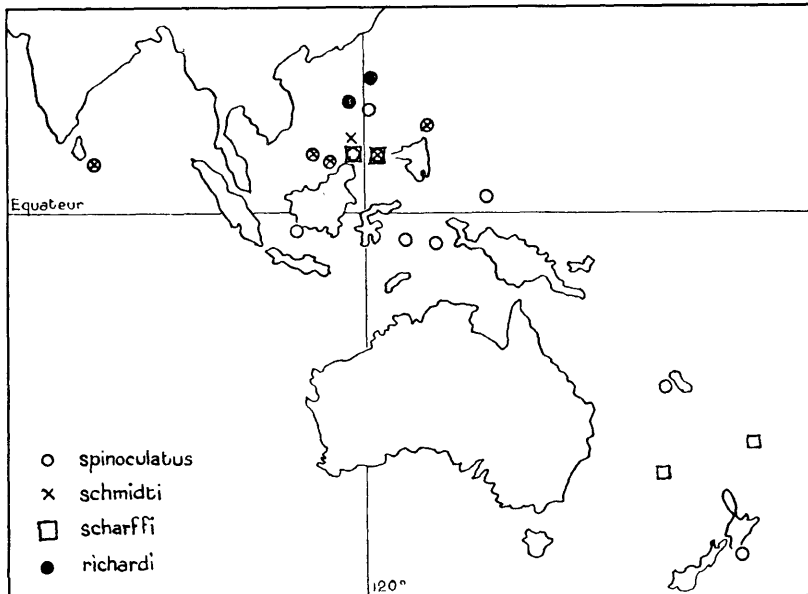 Equateur
spinoculatus
schmidti
scharffi
richardi
120°